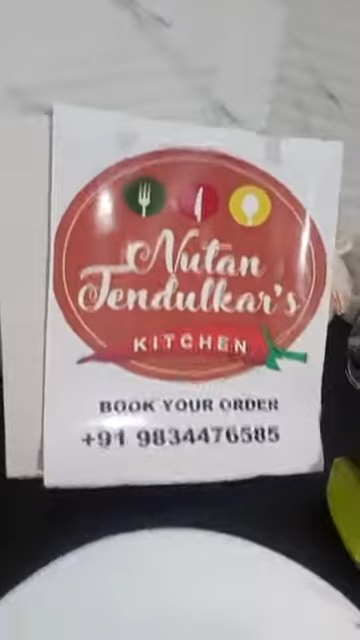 Nutan
Tendulkar's
KITCHEN
BOOK YOUR ORDER
+91 9834476585